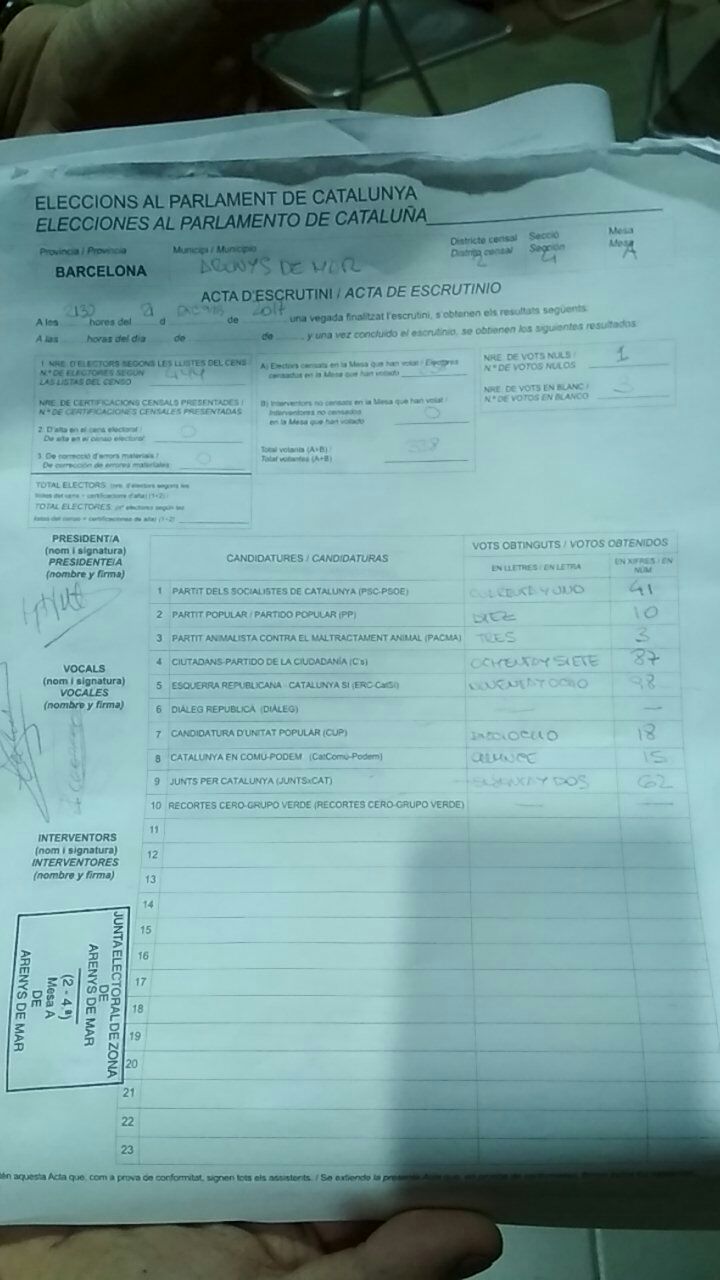 ELECCIONS AL PARLAMENT DE CATALUNYA
ELECCIONES AL PARLAMENTO DE CATALUÑA
Província / Provincia
Municipi / Municipio
Districte censal
Distrito censal
2
Secció
Sección
4
Mesa
Mesa
A
BARCELONA
ARENYS DE MAR
ACTA D'ESCRUTINI / ACTA DE ESCRUTINIO
A les 2130 hores del 21 d de 2017 una vegada finalitzat l'escrutini, s'obtenen els resultats següents:
A las horas del día de de , y una vez concluido el escrutinio, se obtienen los siguientes resultados:
1. NRE. D'ELECTORS SEGONS LES LLISTES DEL CENS
N.º DE ELECTORES SEGÚN
LAS LISTAS DEL CENSO
NRE. DE CERTIFICACIONS CENSALS PRESENTADES /
N.º DE CERTIFICACIONES CENSALES PRESENTADAS
2. D'alta en el cens electoral /
De alta en el censo electoral 0
3. De correcció d'errors materials /
De corrección de errores materiales 0
TOTAL ELECTORS (nre. d'electors segons les
llistes del cens + certificacions d'alta) (1+2) /
TOTAL ELECTORES (nº electores según las
listas del censo + certificaciones de alta) (1+2)
A) Electors censats en la Mesa que han votat / Electores
censados en la Mesa que han votado
B) Interventors no censats en la Mesa que han votat /
Interventores no censados
en la Mesa que han votado 0
Total votants (A+B) /
Total votantes (A+B) 338
NRE. DE VOTS NULS /
N.º DE VOTOS NULOS 1
NRE. DE VOTS EN BLANC /
N.º DE VOTOS EN BLANCO 3
PRESIDENT/A
(nom i signatura)
PRESIDENTE/A
(nombre y firma)
VOCALS
(nom i signatura)
VOCALES
(nombre y firma)
INTERVENTORS
(nom i signatura)
INTERVENTORES
(nombre y firma)
CANDIDATURES / CANDIDATURAS
VOTS OBTINGUTS / VOTOS OBTENIDOS
EN LLETRES / EN LETRA
EN XIFRES / EN NÚM
1 PARTIT DELS SOCIALISTES DE CATALUNYA (PSC-PSOE) CUARENTA Y UNO 41
2 PARTIT POPULAR / PARTIDO POPULAR (PP) DIEZ 10
3 PARTIT ANIMALISTA CONTRA EL MALTRACTAMENT ANIMAL (PACMA) TRES 3
4 CIUTADANS-PARTIDO DE LA CIUDADANÍA (C's) OCHENTA Y SIETE 87
5 ESQUERRA REPUBLICANA - CATALUNYA SÍ (ERC-CatSí) NOVENTA Y OCHO 98
6 DIÀLEG REPUBLICÀ (DIÀLEG) — —
7 CANDIDATURA D'UNITAT POPULAR (CUP) DIECIOCHO 18
8 CATALUNYA EN COMÚ-PODEM (CatComú-Podem) QUINCE 15
9 JUNTS PER CATALUNYA (JUNTSxCAT) SESENTA Y DOS 62
10 RECORTES CERO-GRUPO VERDE (RECORTES CERO-GRUPO VERDE) — —
11
12
13
14
15
16
17
18
19
20
21
22
23
JUNTA ELECTORAL DE ZONA
DE
ARENYS DE MAR
(2 - 4.ª)
Mesa A
DE
ARENYS DE MAR
aquesta Acta que, com a prova de conformitat, signen tots els assistents. / Se extiende la